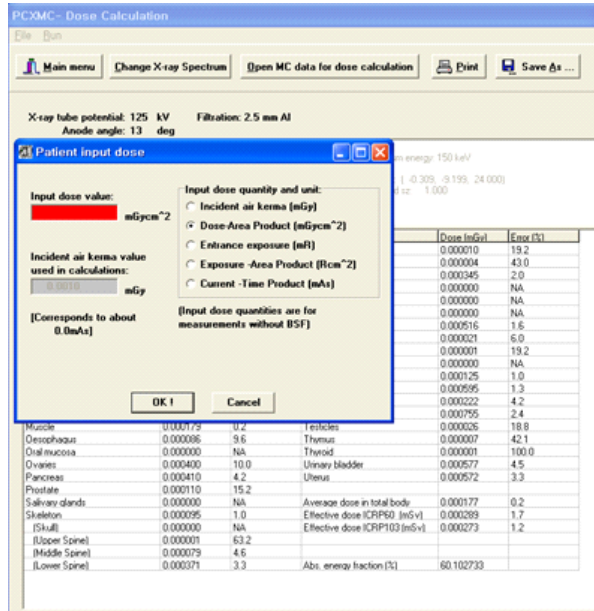 PCXMC- Dose Calculation
File Run
Main menu
Change X-ray Spectrum
Open MC data for dose calculation
Print
Save As ...
X-ray tube potential: 125 kV Filtration: 2.5 mm Al
Anode angle: 13 deg
Patient input dose
m energy: 150 keV
( -0.309, -9.199, 24.000)
d sz: 1.000
Input dose value:
mGycm^2
Incident air kerma value
used in calculations:
0.0010 mGy
[Corresponds to about
0.0mAs]
Input dose quantity and unit:
Incident air kerma (mGy)
Dose-Area Product (mGycm^2)
Entrance exposure (mR)
Exposure -Area Product (Rcm^2)
Current -Time Product (mAs)
(Input dose quantities are for
measurements without BSF)
OK !
Cancel
Dose (mGy) Error (%)
0.000010 19.2
0.000004 43.0
0.000345 2.0
0.000000 NA
0.000000 NA
0.000000 NA
0.000516 1.6
0.000021 6.0
0.000001 19.2
0.000000 NA
0.000125 1.0
0.000595 1.3
0.000222 4.2
0.000755 2.4
Muscle 0.000179 0.2 Testicles 0.000026 18.8
Oesophagus 0.000086 9.6 Thymus 0.000007 42.1
Oral mucosa 0.000000 NA Thyroid 0.000001 100.0
Ovaries 0.000400 10.0 Urinary bladder 0.000577 4.5
Pancreas 0.000410 4.2 Uterus 0.000572 3.3
Prostate 0.000110 15.2
Salivary glands 0.000000 NA Average dose in total body 0.000177 0.2
Skeleton 0.000095 1.0 Effective dose ICRP60 (mSv) 0.000289 1.7
(Skull) 0.000000 NA Effective dose ICRP103 (mSv) 0.000273 1.2
(Upper Spine) 0.000001 63.2
(Middle Spine) 0.000079 4.6
(Lower Spine) 0.000371 3.3 Abs. energy fraction (%) 60.102733